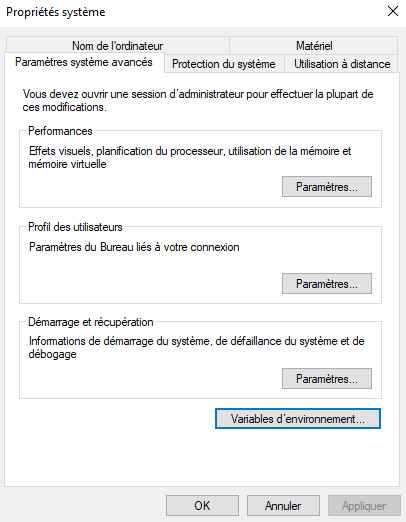 Propriétés système
Nom de l'ordinateur
Matériel
Paramètres système avancés
Protection du système
Utilisation à distance
Vous devez ouvrir une session d'administrateur pour effectuer la plupart de
ces modifications.
Performances
Effets visuels, planification du processeur, utilisation de la mémoire et
mémoire virtuelle
Paramètres...
Profil des utilisateurs
Paramètres du Bureau liés à votre connexion
Paramètres...
Démarrage et récupération
Informations de démarrage du système, de défaillance du système et de
débogage
Paramètres...
Variables d'environnement...
OK
Annuler
Appliquer